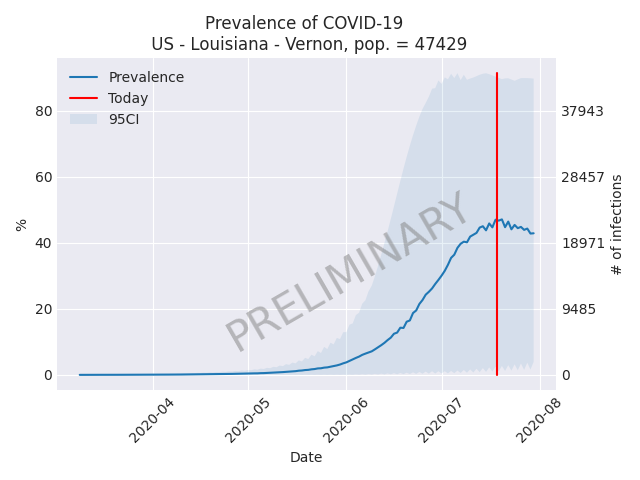 Prevalence of COVID-19
US - Louisiana - Vernon, pop. = 47429
Prevalence
Today
95CI
80
60
40
20
0
%
37943
28457
18971
9485
0
# of infections
PRELIMINARY
2020-04
2020-05
2020-06
2020-07
2020-08
Date